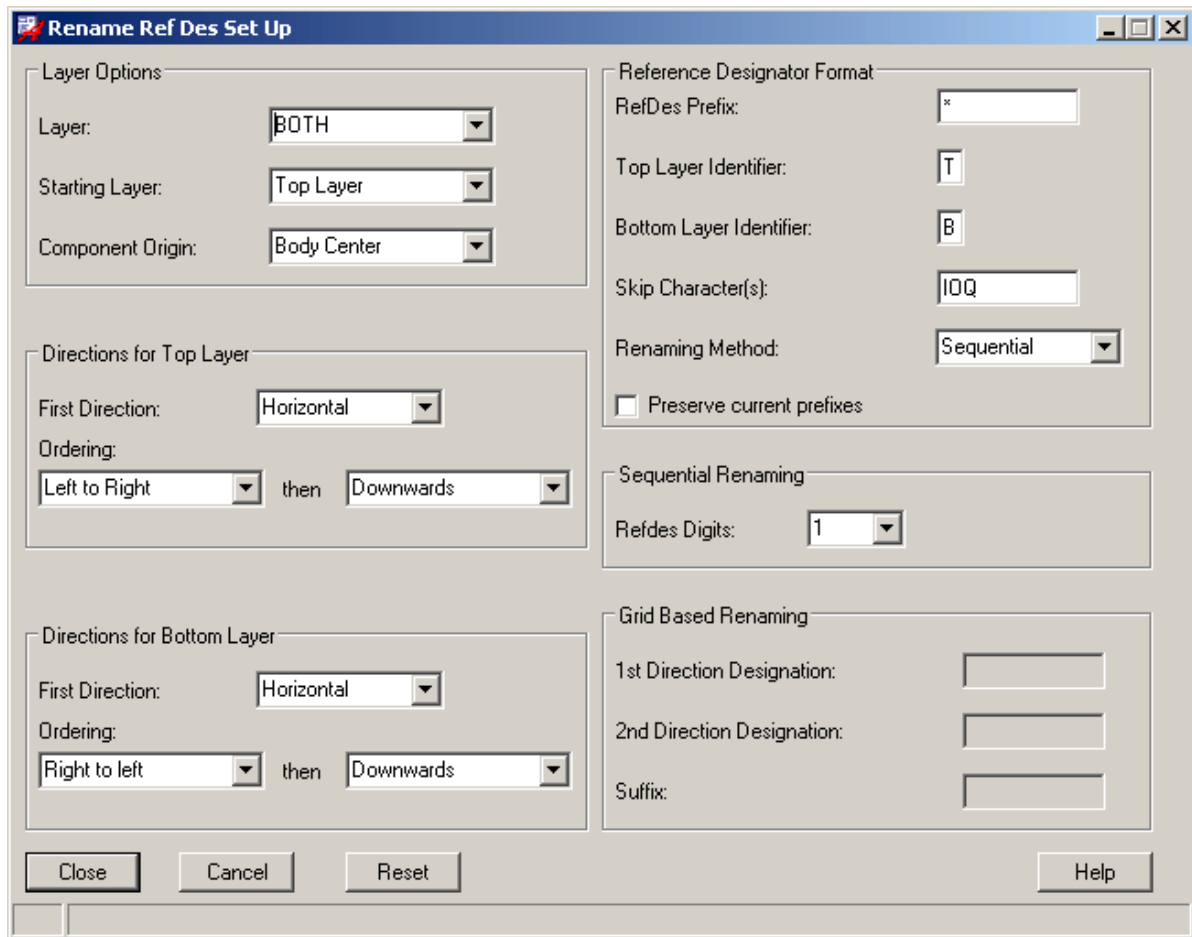 Rename Ref Des Set Up
Layer Options
Layer: BOTH
Starting Layer: Top Layer
Component Origin: Body Center
Directions for Top Layer
First Direction: Horizontal
Ordering:
Left to Right then Downwards
Directions for Bottom Layer
First Direction: Horizontal
Ordering:
Right to left then Downwards
Reference Designator Format
RefDes Prefix: *
Top Layer Identifier: T
Bottom Layer Identifier: B
Skip Character(s): IOQ
Renaming Method: Sequential
Preserve current prefixes
Sequential Renaming
Refdes Digits: 1
Grid Based Renaming
1st Direction Designation:
2nd Direction Designation:
Suffix:
Close Cancel Reset Help